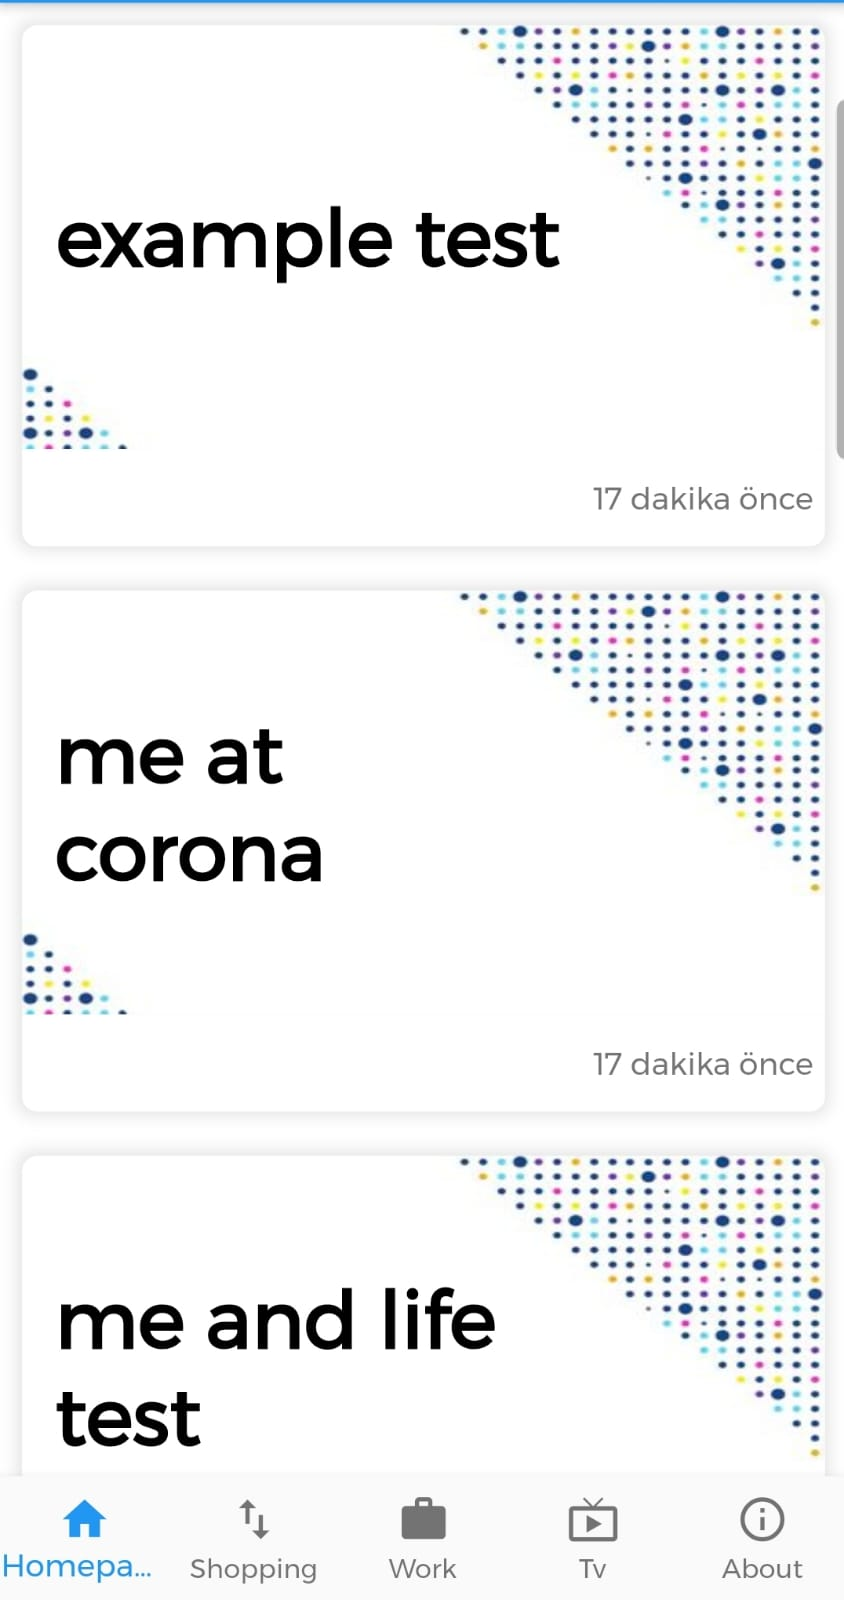 example test
17 dakika önce
me at
corona
17 dakika önce
me and life
test
Homepa...
Shopping
Work
Tv
About